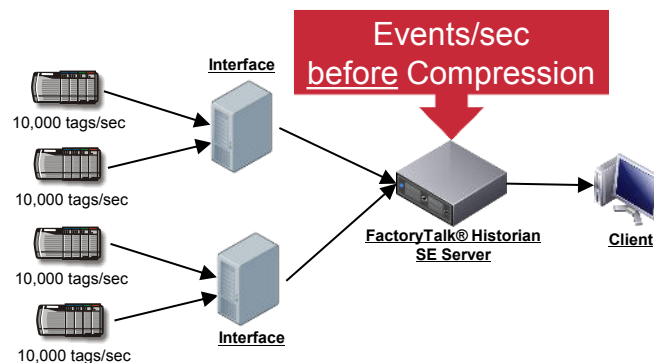 Events/sec
before Compression
Interface
10,000 tags/sec
10,000 tags/sec
FactoryTalk® Historian
SE Server
Client
10,000 tags/sec
Interface
10,000 tags/sec